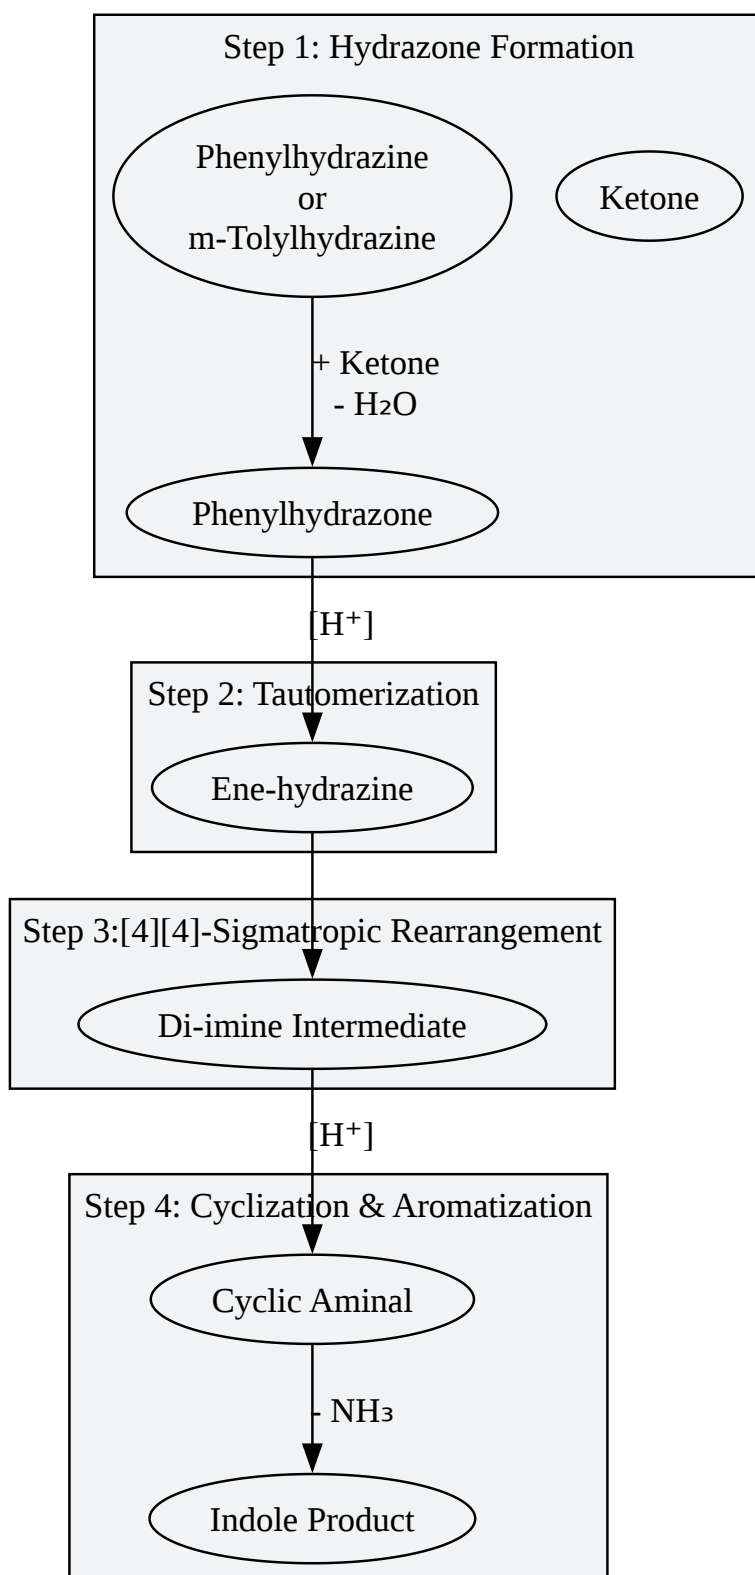 Step 1: Hydrazone Formation
Phenylhydrazine
or
m-Tolylhydrazine
Ketone
+ Ketone
- H₂O
Phenylhydrazone
[H⁺]
Step 2: Tautomerization
Ene-hydrazine
Step 3:[4][4]-Sigmatropic Rearrangement
Di-imine Intermediate
[H⁺]
Step 4: Cyclization & Aromatization
Cyclic Aminal
- NH₃
Indole Product